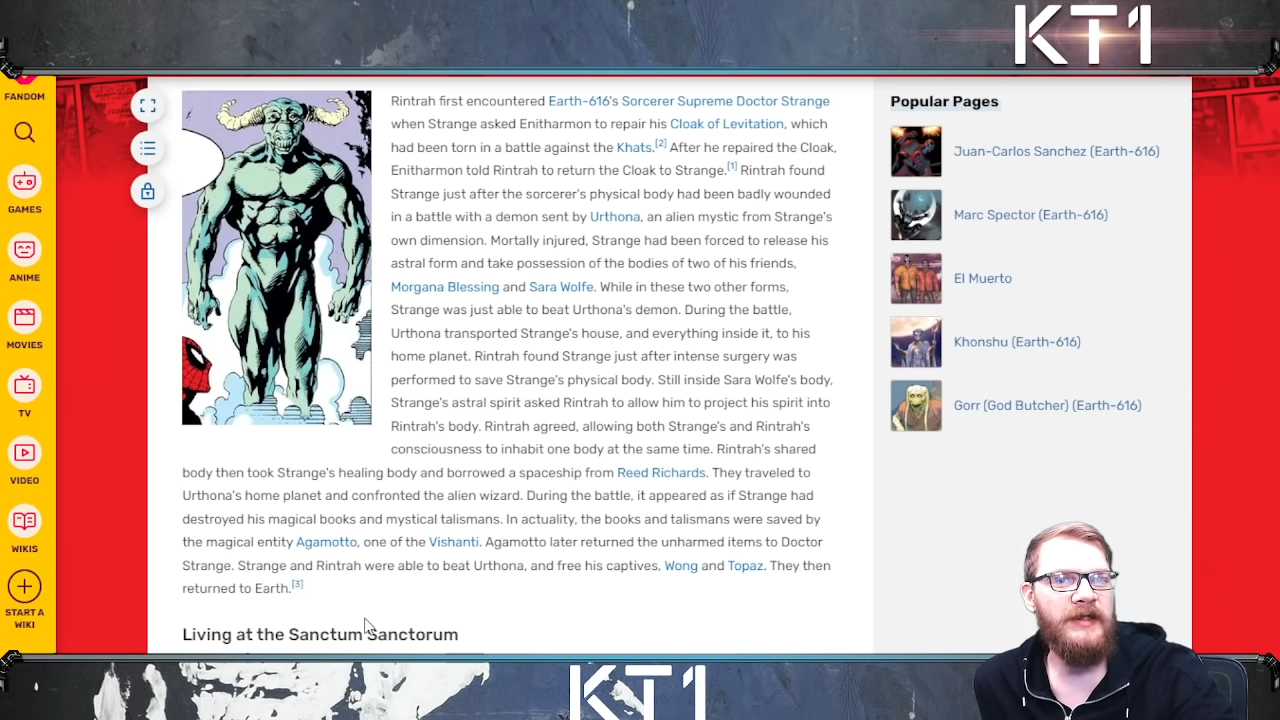 KT1
FANDOM
GAMES
ANIME
MOVIES
TV
VIDEO
WIKIS
START A
WIKI
Rintrah first encountered Earth-616's Sorcerer Supreme Doctor Strange
when Strange asked Enitharmon to repair his Cloak of Levitation, which
had been torn in a battle against the Khats.[2] After he repaired the Cloak,
Enitharmon told Rintrah to return the Cloak to Strange.[1] Rintrah found
Strange just after the sorcerer's physical body had been badly wounded
in a battle with a demon sent by Urthona, an alien mystic from Strange's
own dimension. Mortally injured, Strange had been forced to release his
astral form and take possession of the bodies of two of his friends,
Morgana Blessing and Sara Wolfe. While in these two other forms,
Strange was just able to beat Urthona's demon. During the battle,
Urthona transported Strange's house, and everything inside it, to his
home planet. Rintrah found Strange just after intense surgery was
performed to save Strange's physical body. Still inside Sara Wolfe's body,
Strange's astral spirit asked Rintrah to allow him to project his spirit into
Rintrah's body. Rintrah agreed, allowing both Strange's and Rintrah's
consciousness to inhabit one body at the same time. Rintrah's shared
body then took Strange's healing body and borrowed a spaceship from Reed Richards. They traveled to
Urthona's home planet and confronted the alien wizard. During the battle, it appeared as if Strange had
destroyed his magical books and mystical talismans. In actuality, the books and talismans were saved by
the magical entity Agamotto, one of the Vishanti. Agamotto later returned the unharmed items to Doctor
Strange. Strange and Rintrah were able to beat Urthona, and free his captives, Wong and Topaz. They then
returned to Earth.[3]
Living at the Sanctum Sanctorum
Popular Pages
Juan-Carlos Sanchez (Earth-616)
Marc Spector (Earth-616)
El Muerto
Khonshu (Earth-616)
Gorr (God Butcher) (Earth-616)
KT1